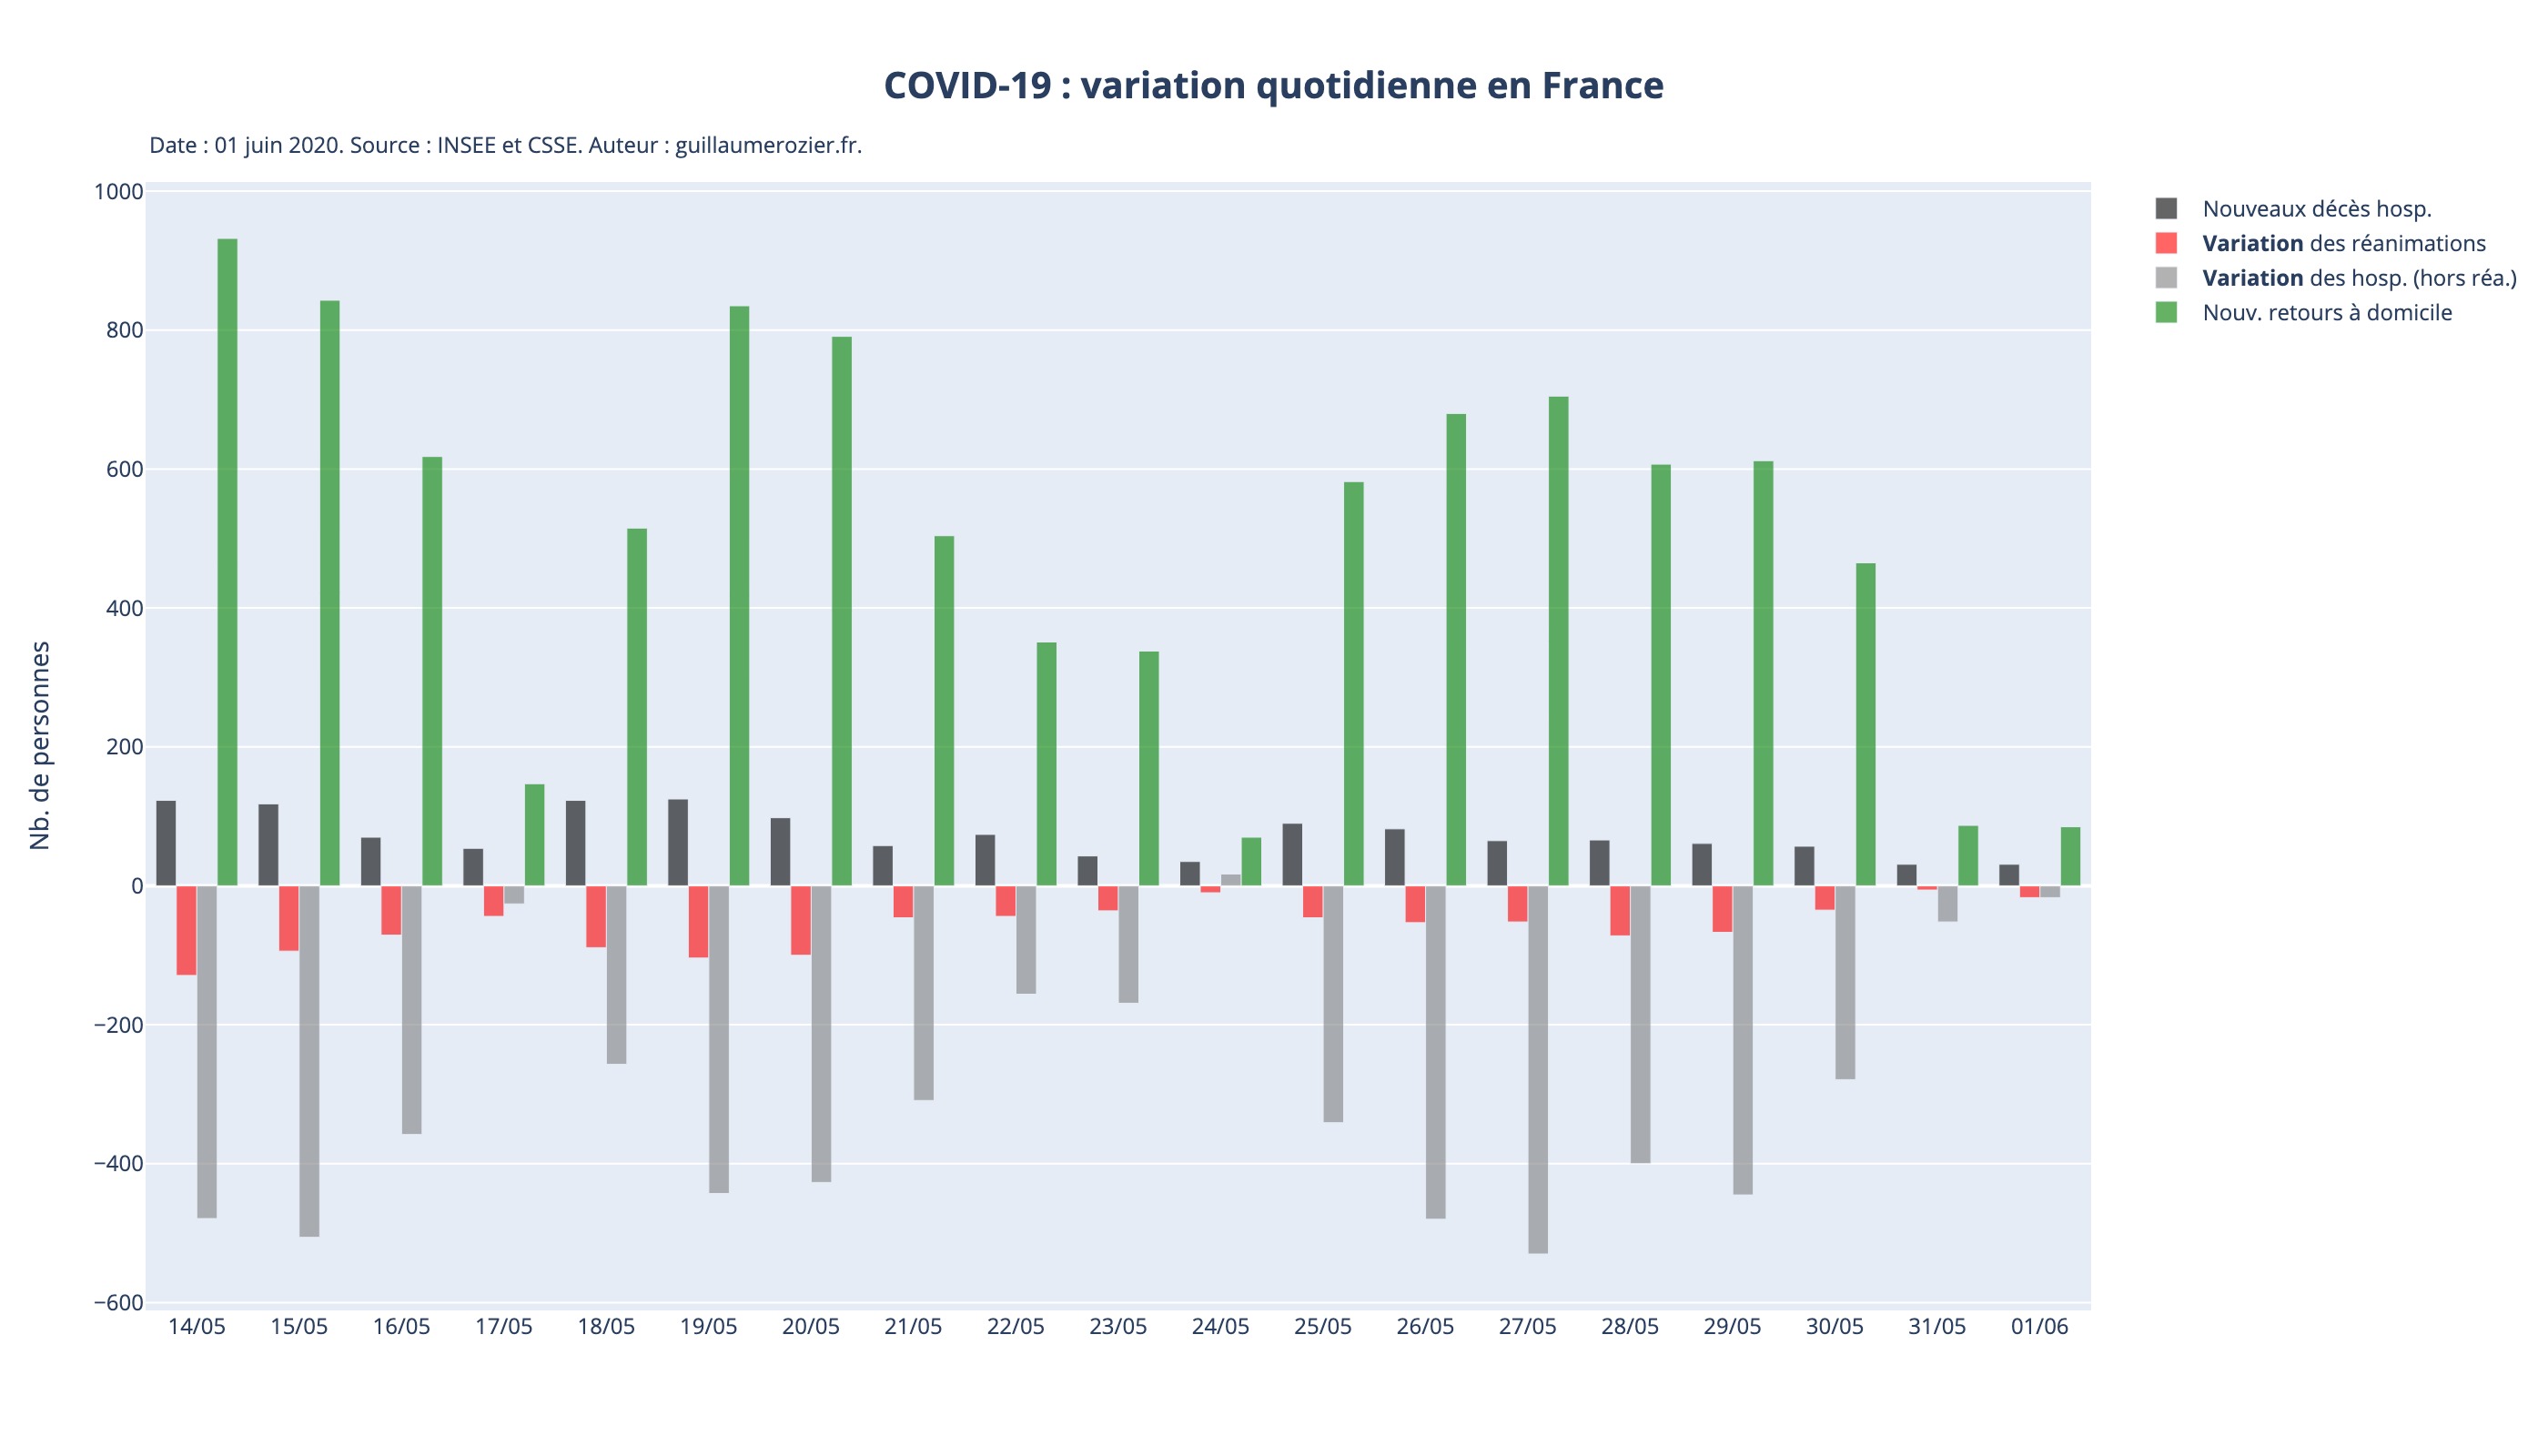 COVID-19 : variation quotidienne en France
Date : 01 juin 2020. Source : INSEE et CSSE. Auteur : guillaumerozier.fr.
Nouveaux décès hosp.
Variation des réanimations
Variation des hosp. (hors réa.)
Nouv. retours à domicile
Nb. de personnes
1000
800
600
400
200
0
−200
−400
−600
14/05 15/05 16/05 17/05 18/05 19/05 20/05 21/05 22/05 23/05 24/05 25/05 26/05 27/05 28/05 29/05 30/05 31/05 01/06